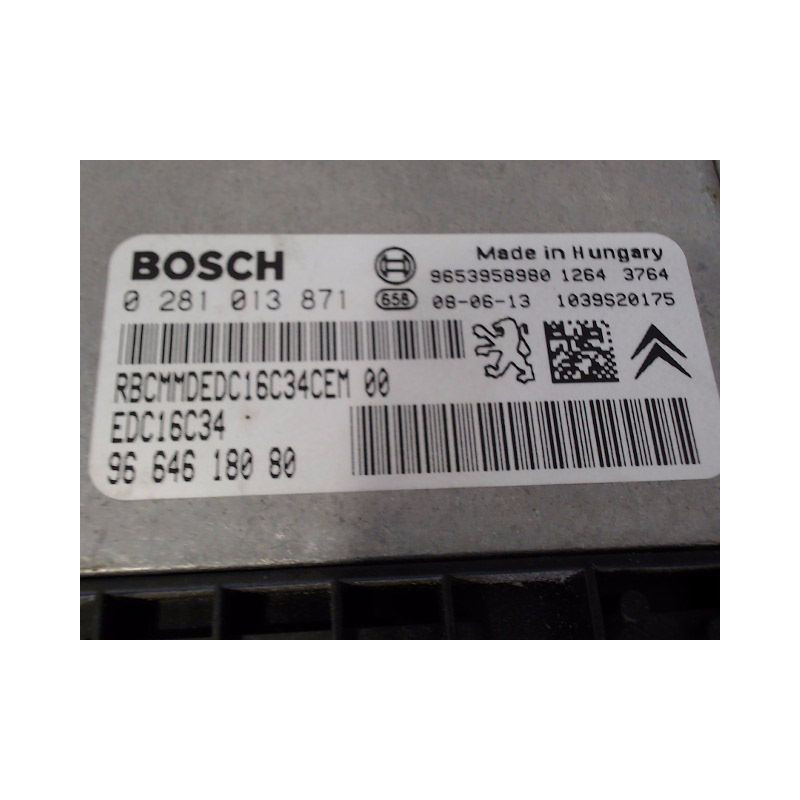 BOSCH
Made in Hungary
9653958980 1264 3764
0 281 013 871
658 08-06-13 1039S20175
RBCMMDEDC16C34CEM 00
EDC16C34
96 646 180 80